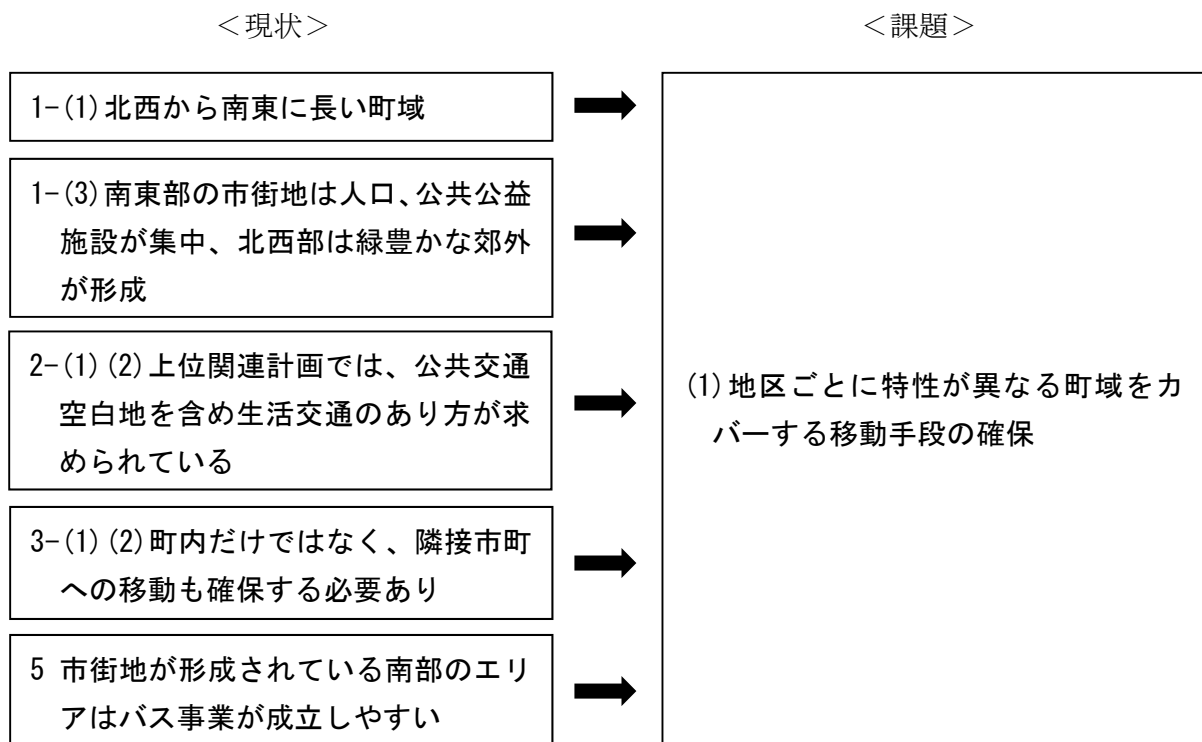 ＜現状＞
＜課題＞
1-(1)北西から南東に長い町域
1-(3)南東部の市街地は人口、公共公益
施設が集中、北西部は緑豊かな郊外
が形成
2-(1)(2)上位関連計画では、公共交通
空白地を含め生活交通のあり方が求
められている
3-(1)(2)町内だけではなく、隣接市町
への移動も確保する必要あり
5 市街地が形成されている南部のエリ
アはバス事業が成立しやすい
(1)地区ごとに特性が異なる町域をカ
バーする移動手段の確保